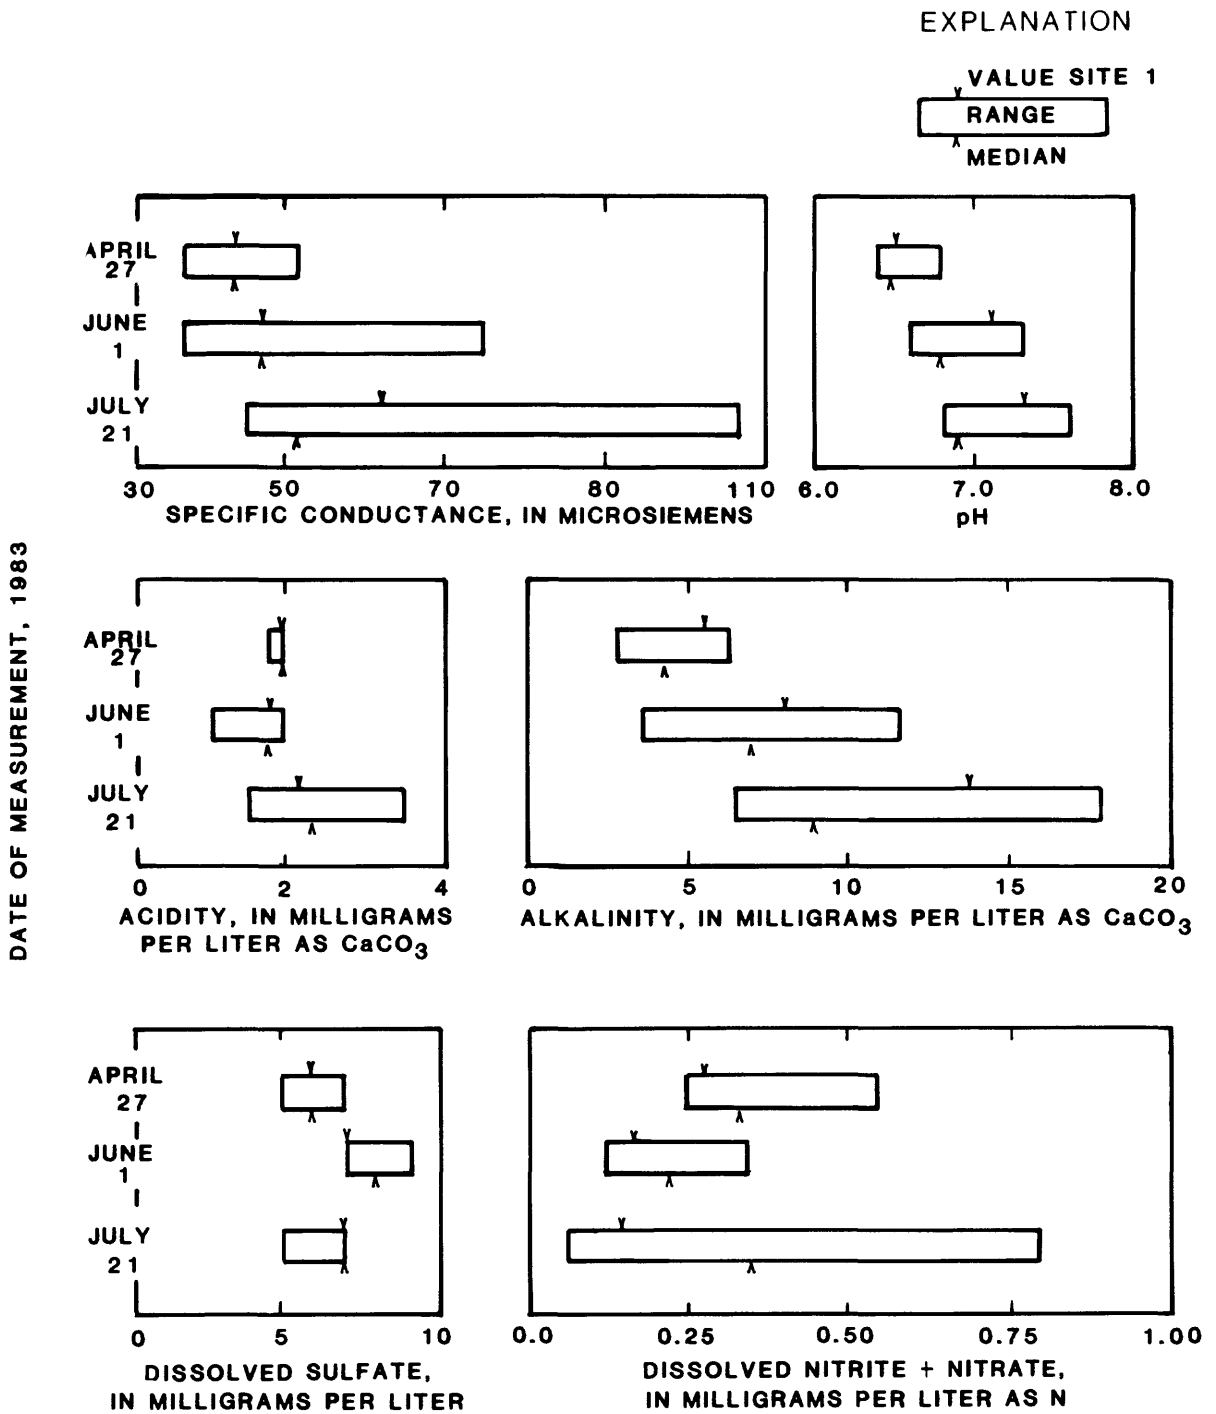 EXPLANATION
VALUE SITE 1
RANGE
MEDIAN
DATE OF MEASUREMENT, 1983
APRIL
27
JUNE
1
JULY
21
30 50 70 80 110
SPECIFIC CONDUCTANCE, IN MICROSIEMENS
6.0 7.0 8.0
pH
APRIL
27
JUNE
1
JULY
21
0 2 4
ACIDITY, IN MILLIGRAMS
PER LITER AS CaCO3
0 5 10 15 20
ALKALINITY, IN MILLIGRAMS PER LITER AS CaCO3
APRIL
27
JUNE
1
JULY
21
0 5 10
DISSOLVED SULFATE,
IN MILLIGRAMS PER LITER
0.0 0.25 0.50 0.75 1.00
DISSOLVED NITRITE + NITRATE,
IN MILLIGRAMS PER LITER AS N